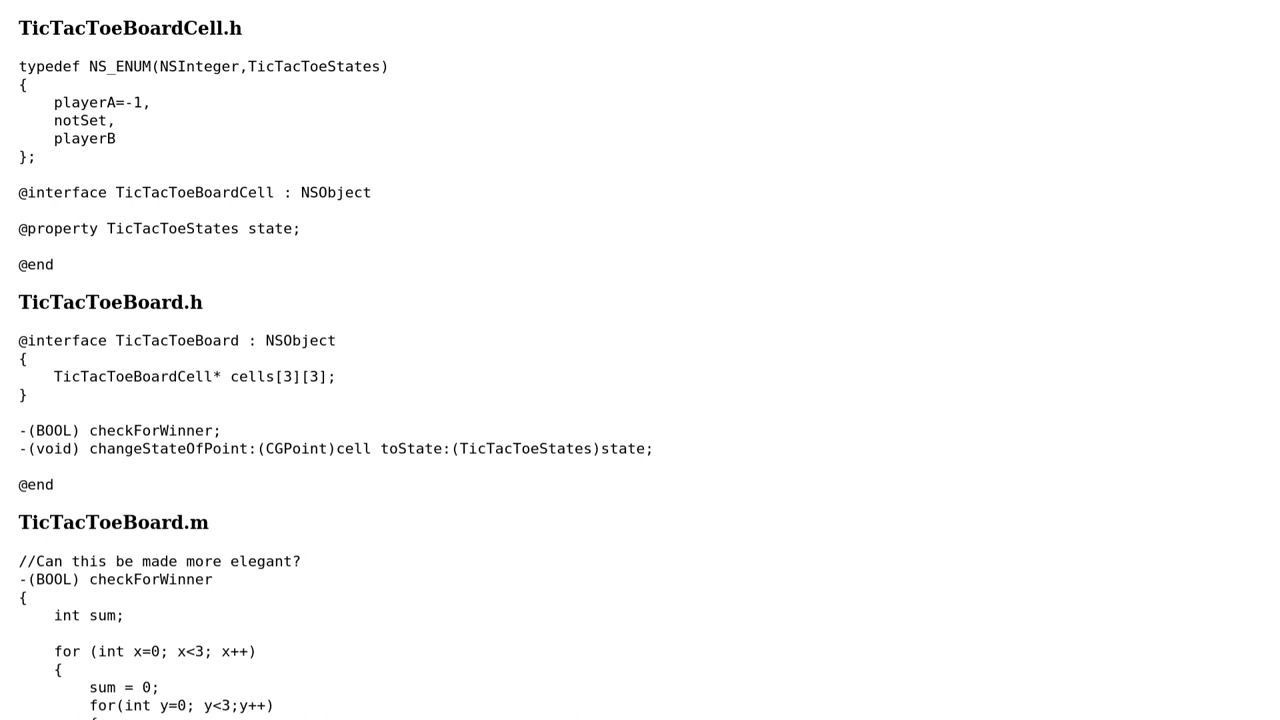 TicTacToeBoardCell.h
typedef NS_ENUM(NSInteger,TicTacToeStates)
{
    playerA=-1,
    notSet,
    playerB
};
@interface TicTacToeBoardCell : NSObject
@property TicTacToeStates state;
@end
TicTacToeBoard.h
@interface TicTacToeBoard : NSObject
{
    TicTacToeBoardCell* cells[3][3];
}
-(BOOL) checkForWinner;
-(void) changeStateOfPoint:(CGPoint)cell toState:(TicTacToeStates)state;
@end
TicTacToeBoard.m
//Can this be made more elegant?
-(BOOL) checkForWinner
{
    int sum;
    for (int x=0; x<3; x++)
    {
        sum = 0;
        for(int y=0; y<3;y++)
        {